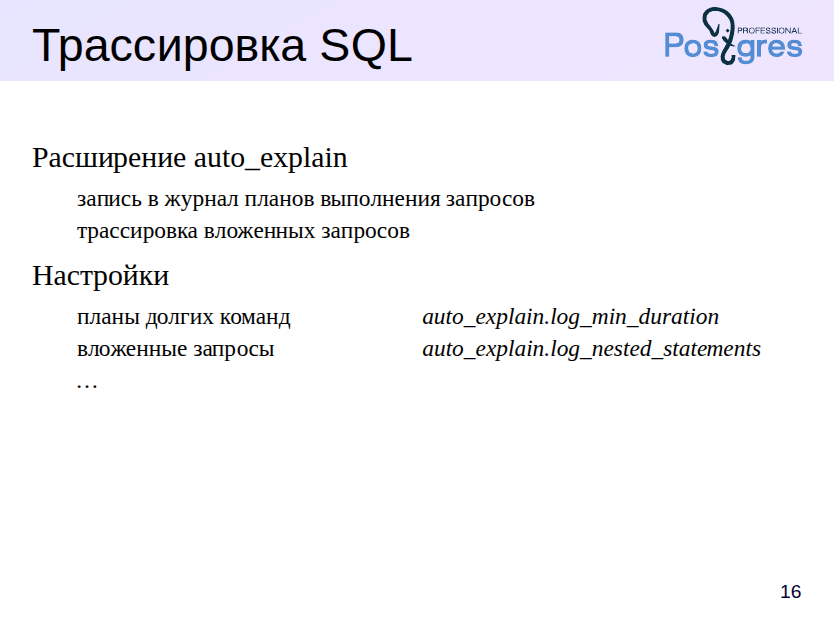 Трассировка SQL
PROFESSIONAL
Postgres
Расширение auto_explain
запись в журнал планов выполнения запросов
трассировка вложенных запросов
Настройки
планы долгих команд auto_explain.log_min_duration
вложенные запросы auto_explain.log_nested_statements
…
16